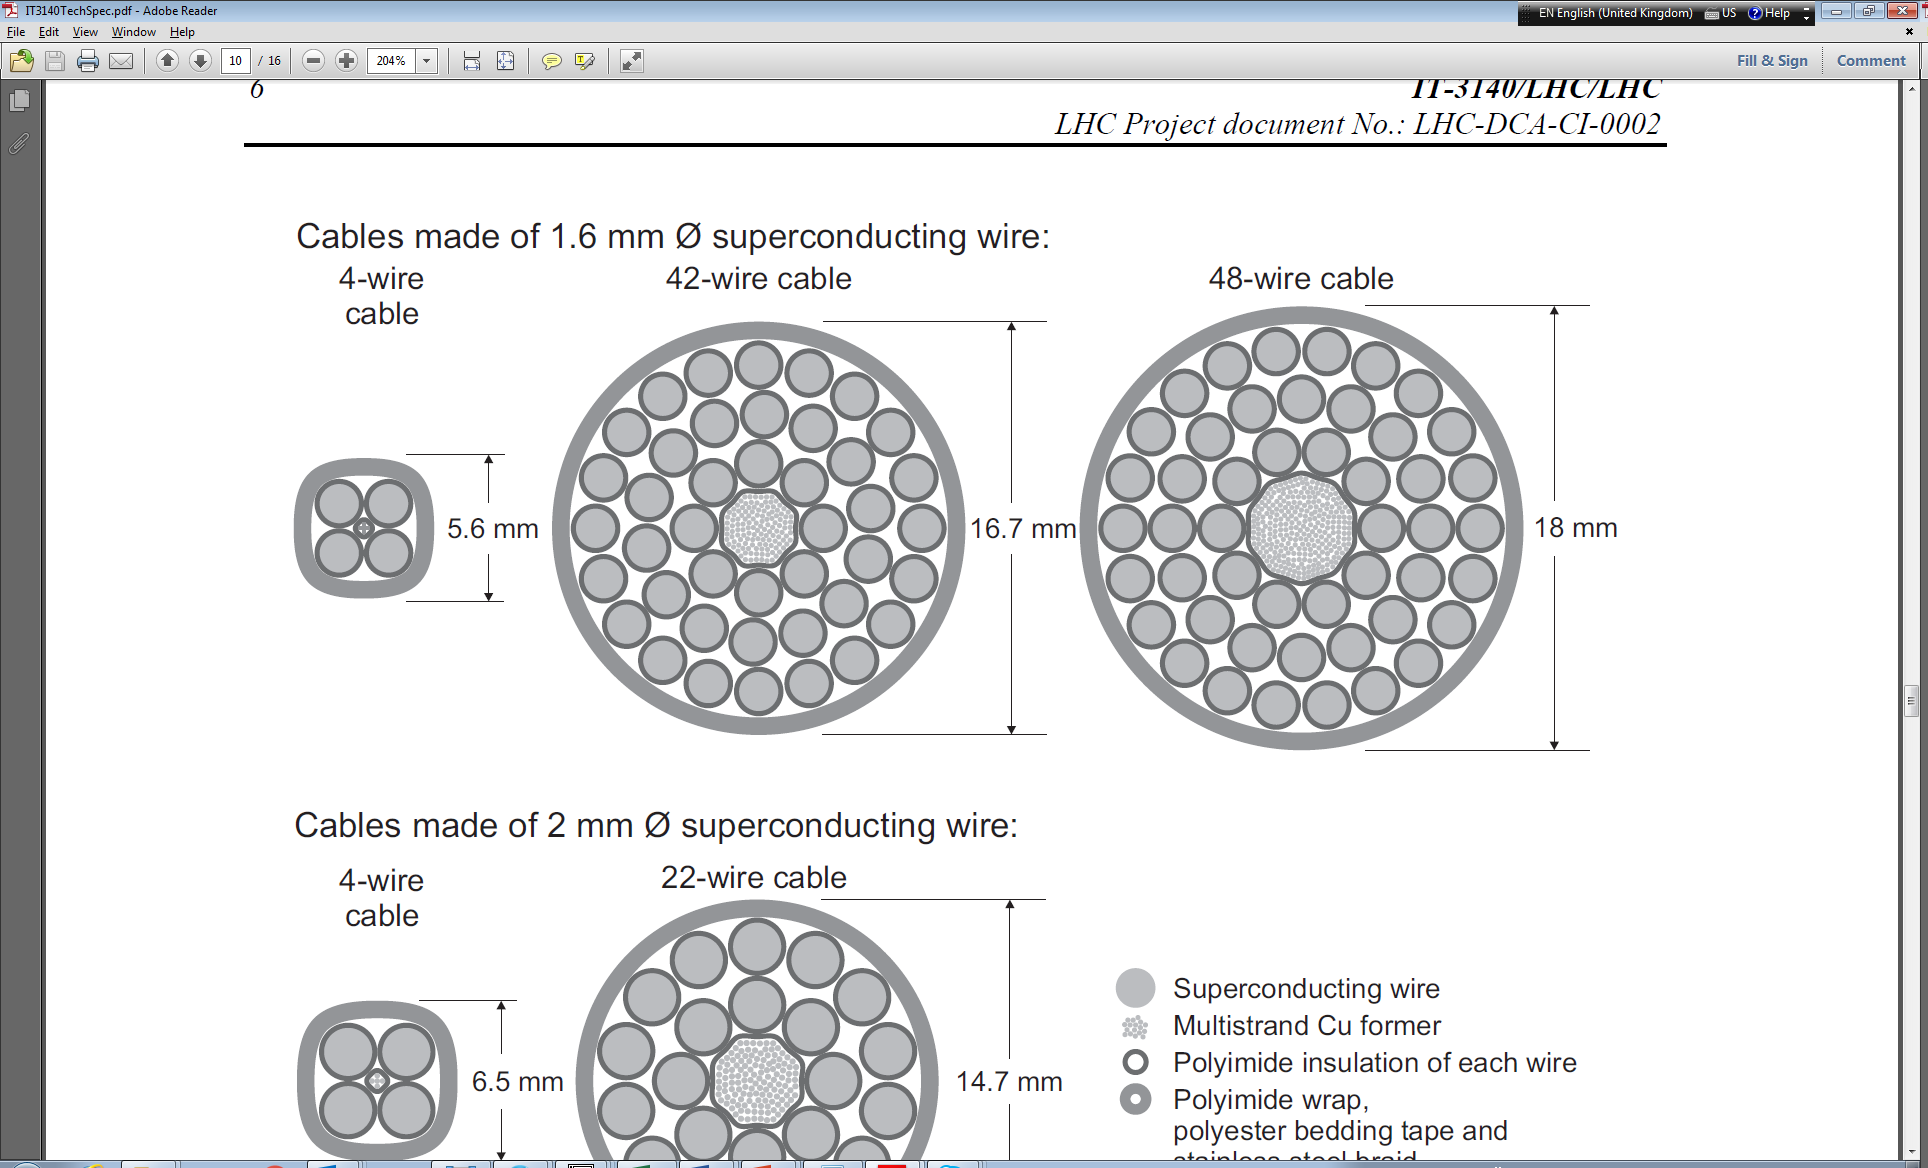 IT3140TechSpec.pdf - Adobe Reader
EN English (United Kingdom) US Help
File Edit View Window Help
10 / 16 204% Fill & Sign Comment
6 IT-3140/LHC/LHC
LHC Project document No.: LHC-DCA-CI-0002
Cables made of 1.6 mm Ø superconducting wire:
4-wire
cable
42-wire cable
48-wire cable
5.6 mm
16.7 mm
18 mm
Cables made of 2 mm Ø superconducting wire:
4-wire
cable
22-wire cable
6.5 mm
14.7 mm
Superconducting wire
Multistrand Cu former
Polyimide insulation of each wire
Polyimide wrap,
polyester bedding tape and
stainless steel braid